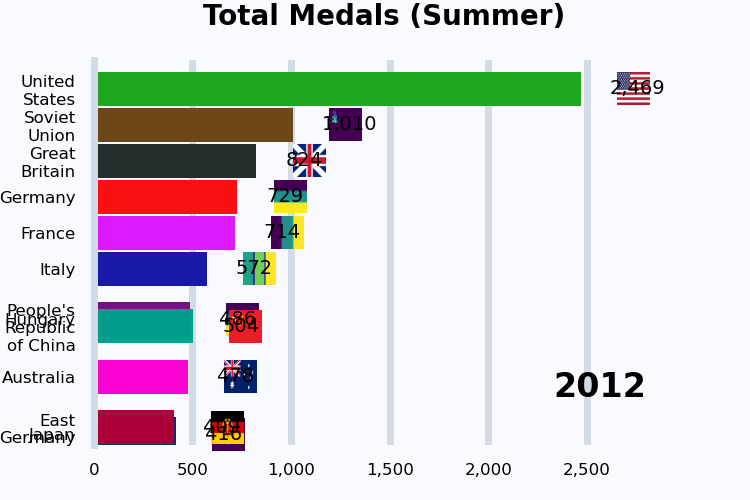 Total Medals (Summer)
United
States
2,469
Soviet
Union
1,010
Great
Britain
824
Germany
729
France
714
Italy
572
People's
Republic
of China
504
Hungary
486
Australia
478
East
Germany
409
Japan
416
2012
0
500
1,000
1,500
2,000
2,500